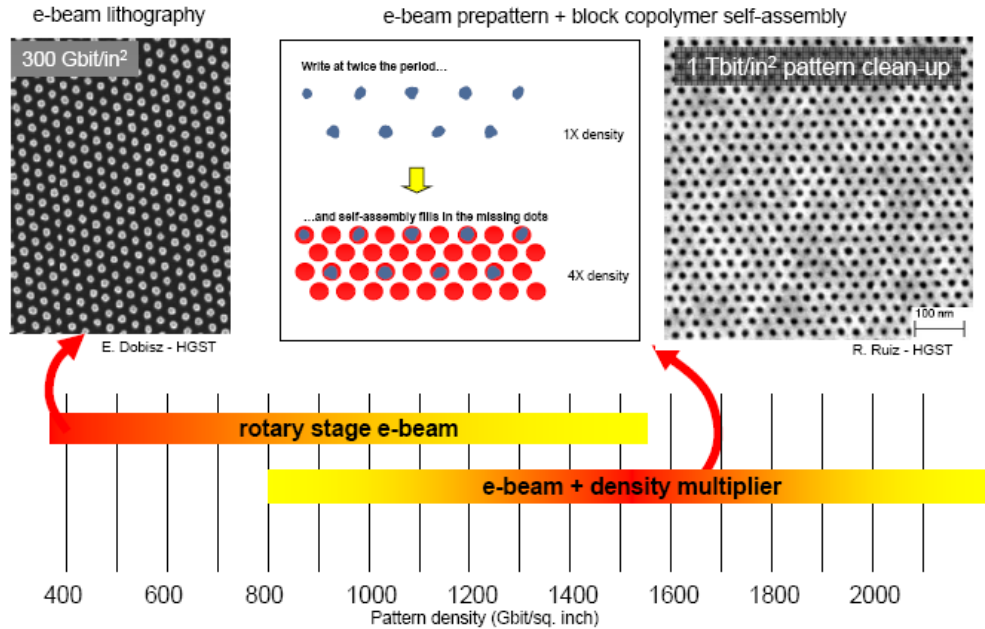 e-beam lithography
e-beam prepattern + block copolymer self-assembly
300 Gbit/in²
Write at twice the period…
1X density
…and self-assembly fills in the missing dots
4X density
1 Tbit/in² pattern clean-up
100 nm
E. Dobisz - HGST
R. Ruiz - HGST
rotary stage e-beam
e-beam + density multiplier
400 600 800 1000 1200 1400 1600 1800 2000
Pattern density (Gbit/sq. inch)